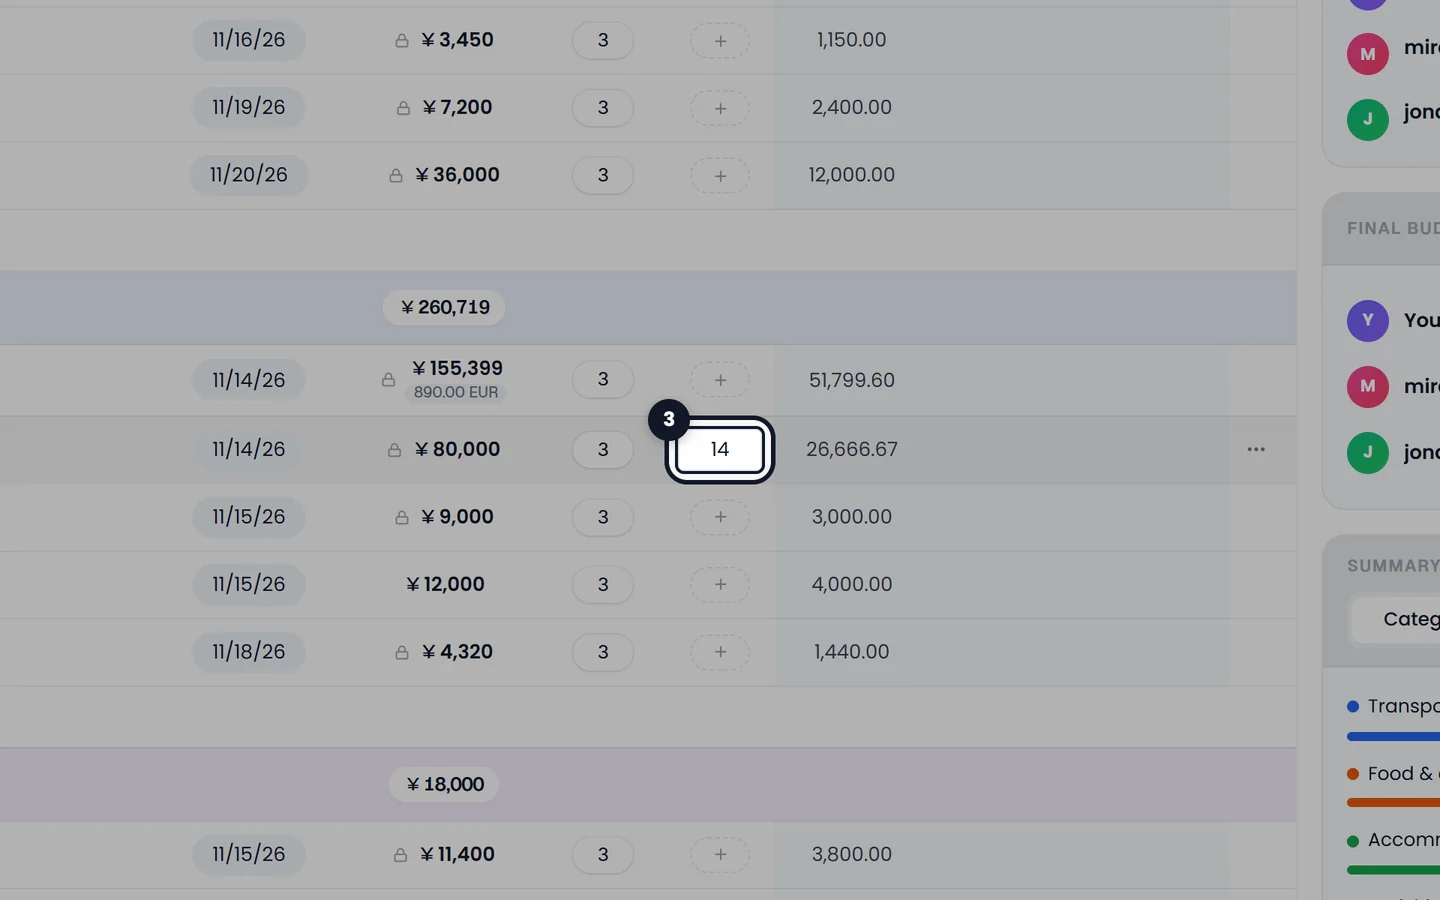 11/16/26 ¥ 3,450 3 + 1,150.00
11/19/26 ¥ 7,200 3 + 2,400.00
11/20/26 ¥ 36,000 3 + 12,000.00
¥ 260,719
11/14/26 ¥ 155,399 3 + 51,799.60
890.00 EUR
3
11/14/26 ¥ 80,000 3 14 26,666.67 •••
11/15/26 ¥ 9,000 3 + 3,000.00
11/15/26 ¥ 12,000 3 + 4,000.00
11/18/26 ¥ 4,320 3 + 1,440.00
¥ 18,000
11/15/26 ¥ 11,400 3 + 3,800.00
M
J
FINAL
Y You
M
J
SUMMARY
Food &